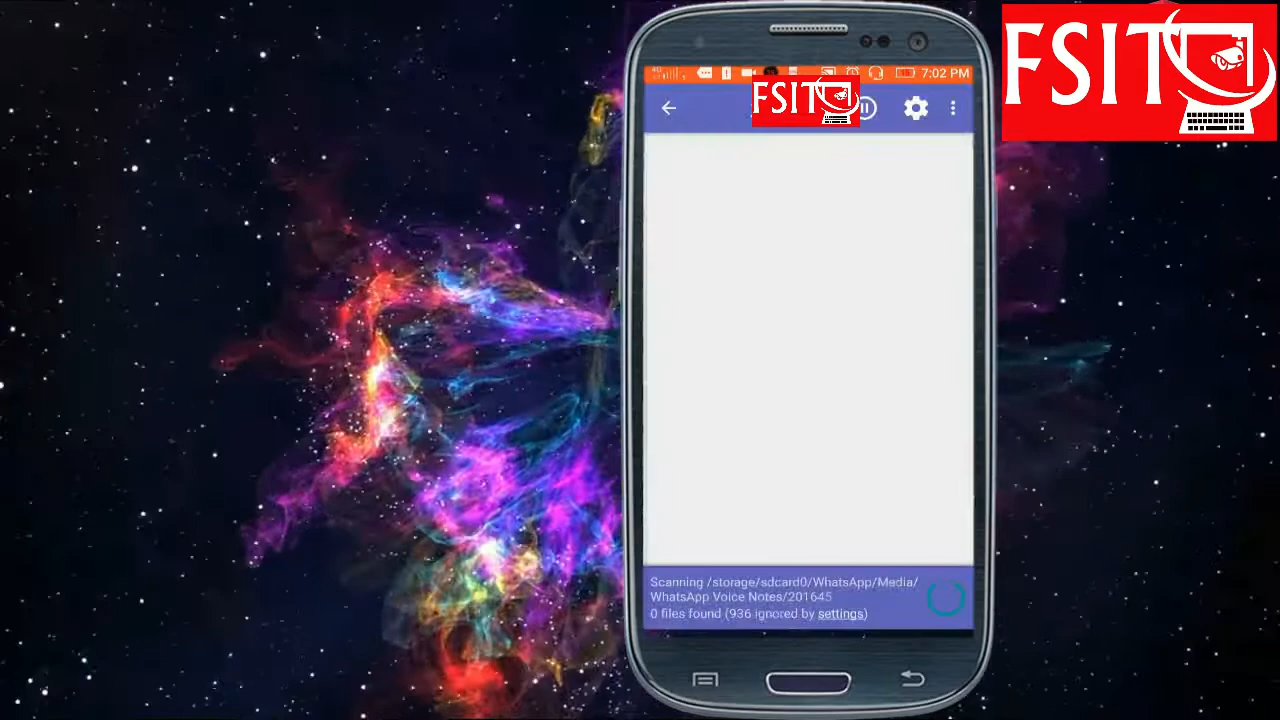 FSIT
7:02 PM
FSIT
Scanning /storage/sdcard0/WhatsApp/Media/
WhatsApp Voice Notes/201645
0 files found (936 ignored by settings)